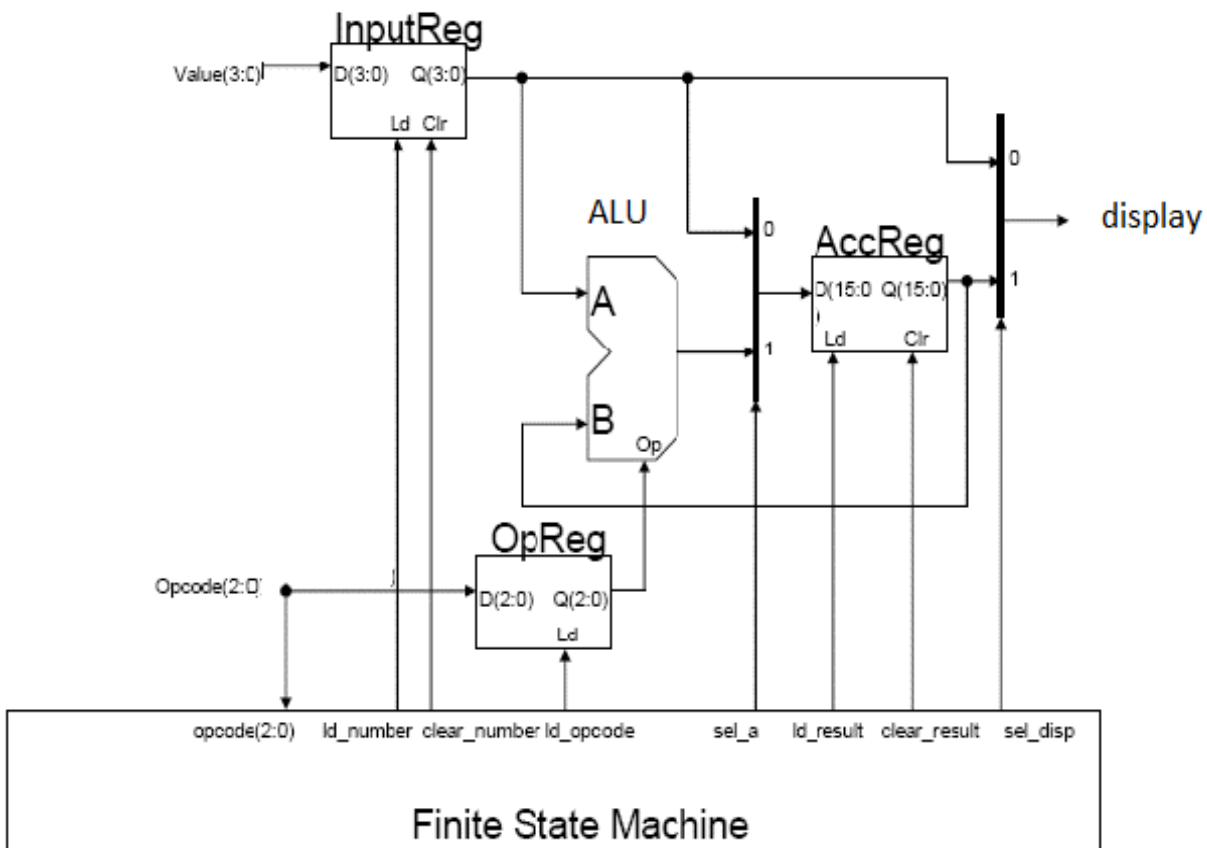 InputReg
Value(3:0)
D(3:0) Q(3:0)
Ld Clr
0
ALU
display
0
AccReg
1
A
D(15:0
)
Q(15:0)
Ld Clr
1
B
Op
OpReg
Opcode(2:0)
D(2:0) Q(2:0)
Ld
opcode(2:0) ld_number clear_number ld_opcode sel_a ld_result clear_result sel_disp
Finite State Machine